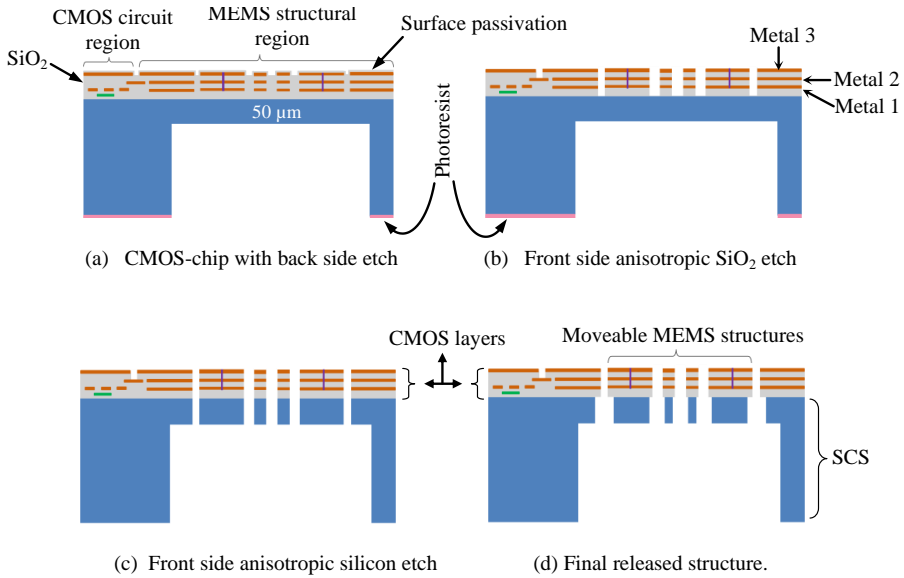 CMOS circuit region
MEMS structural region
Surface passivation
SiO₂
50 µm
Photoresist
Metal 3
Metal 2
Metal 1
(a) CMOS-chip with back side etch
(b) Front side anisotropic SiO₂ etch
CMOS layers
Moveable MEMS structures
SCS
(c) Front side anisotropic silicon etch
(d) Final released structure.